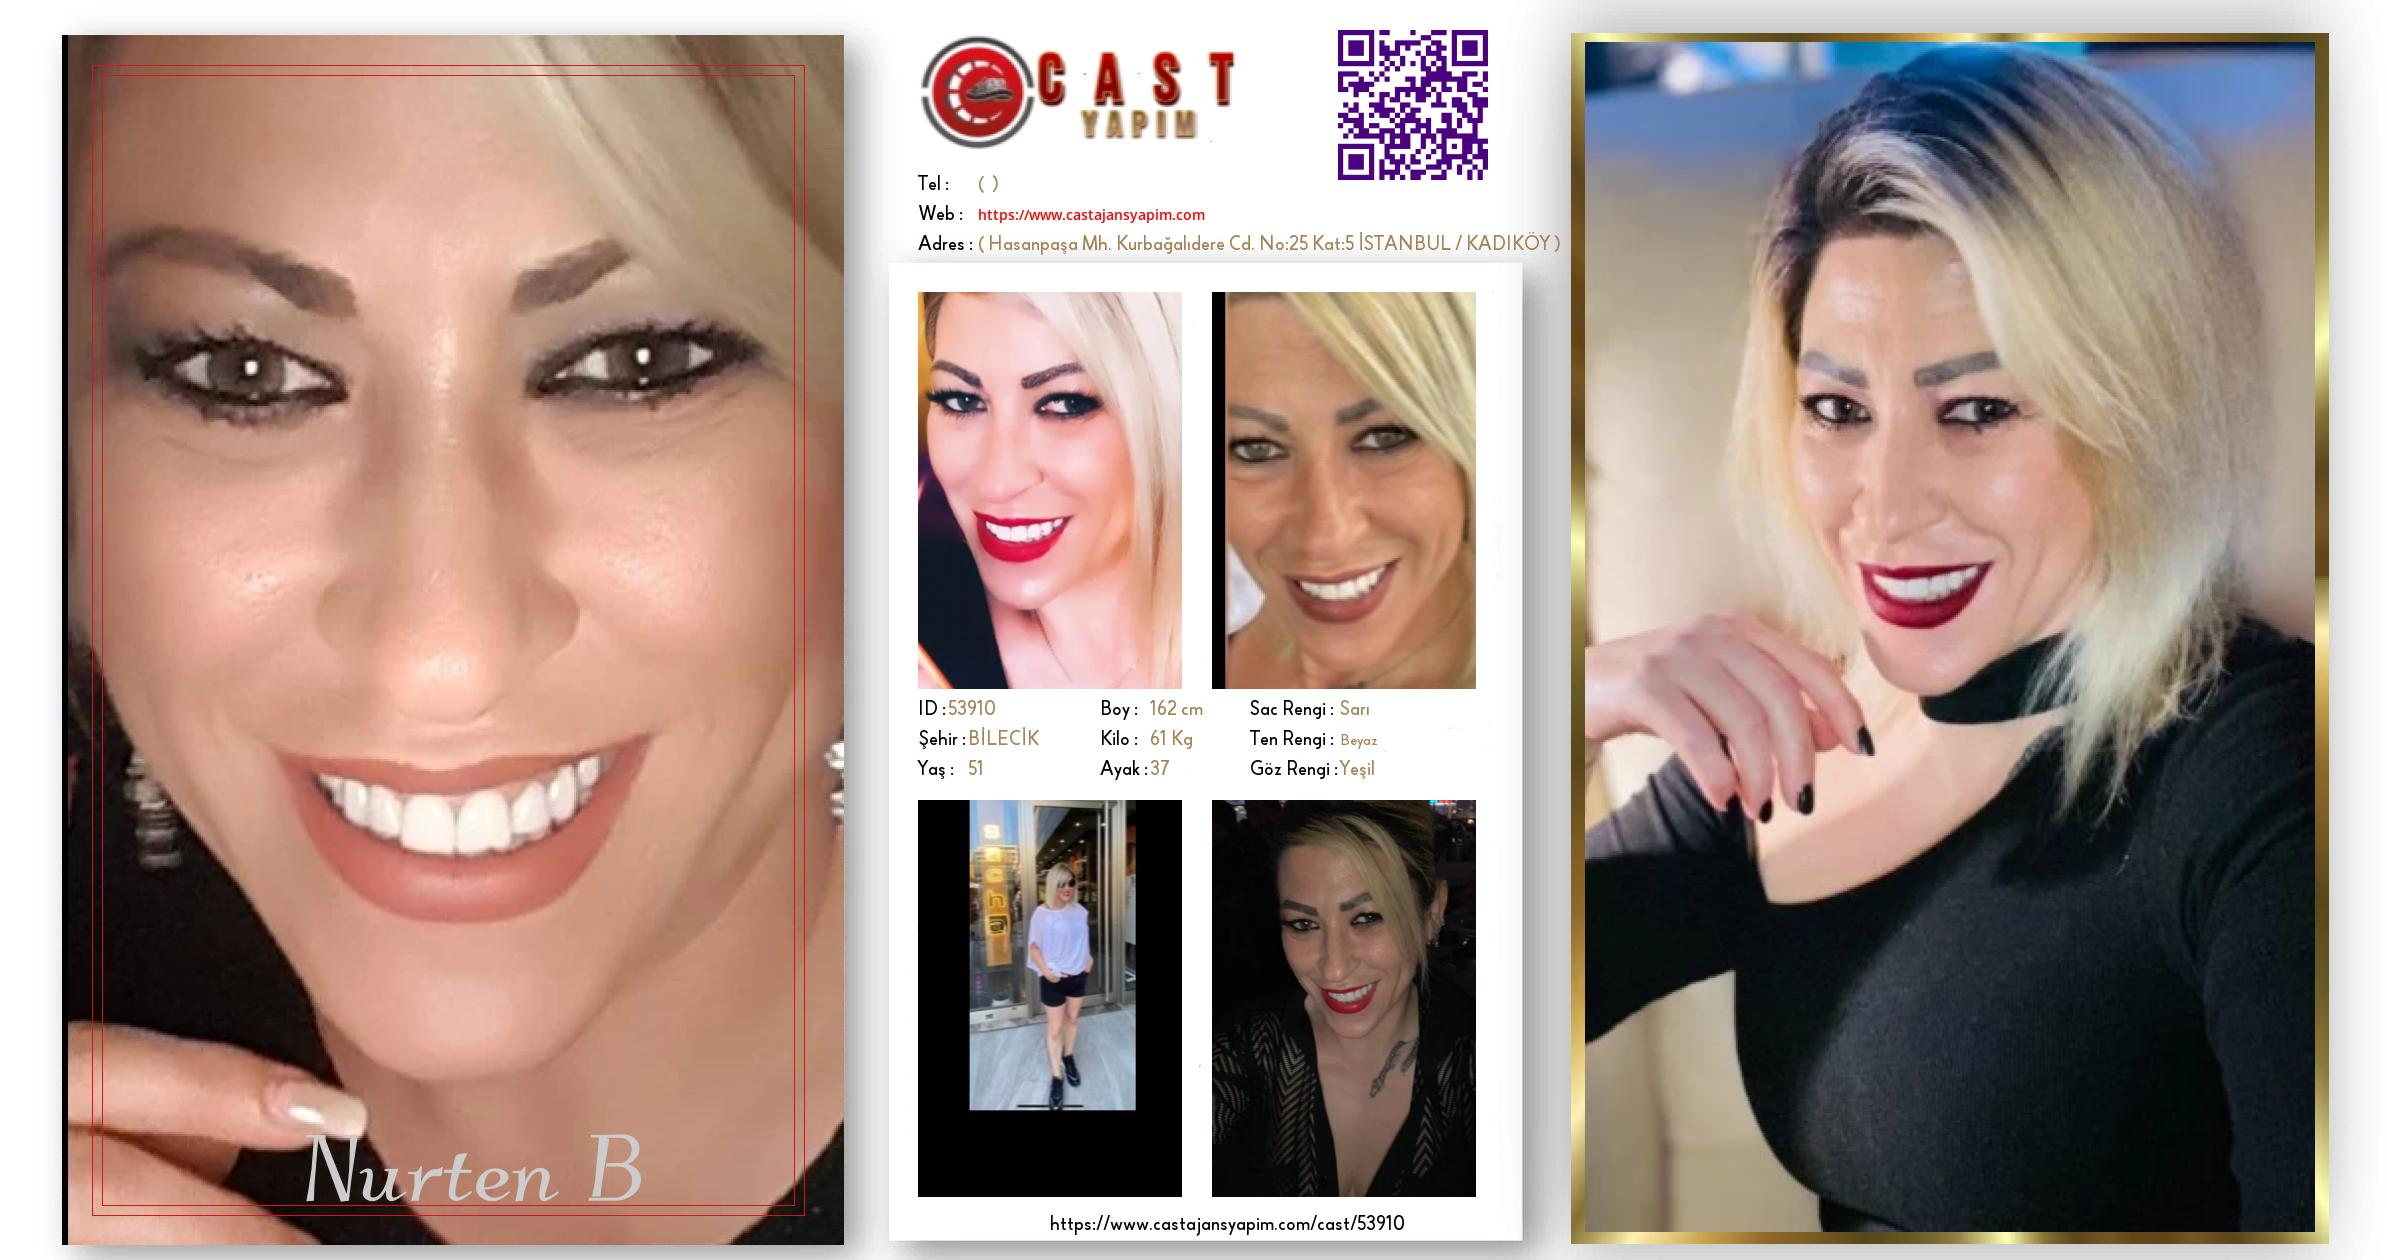 Nurten B
CAST
YAPIM
Tel : ( )
Web : https://www.castajansyapim.com
Adres : ( Hasanpaşa Mh. Kurbağalıdere Cd. No:25 Kat:5 İSTANBUL / KADIKÖY )
ID : 53910 Boy : 162 cm Sac Rengi : Sarı
Şehir : BİLECİK Kilo : 61 Kg Ten Rengi : Beyaz
Yaş : 51 Ayak : 37 Göz Rengi : Yeşil
https://www.castajansyapim.com/cast/53910